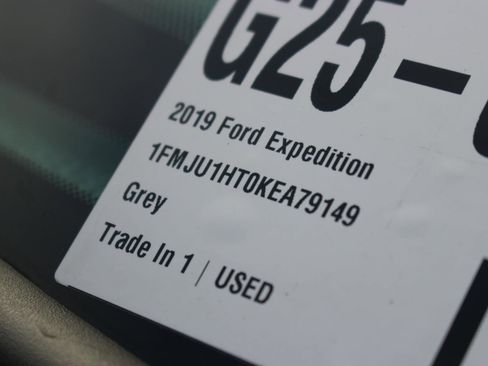 G25-
2019 Ford Expedition
1FMJU1HT0KEA79149
Grey
Trade In 1 | USED